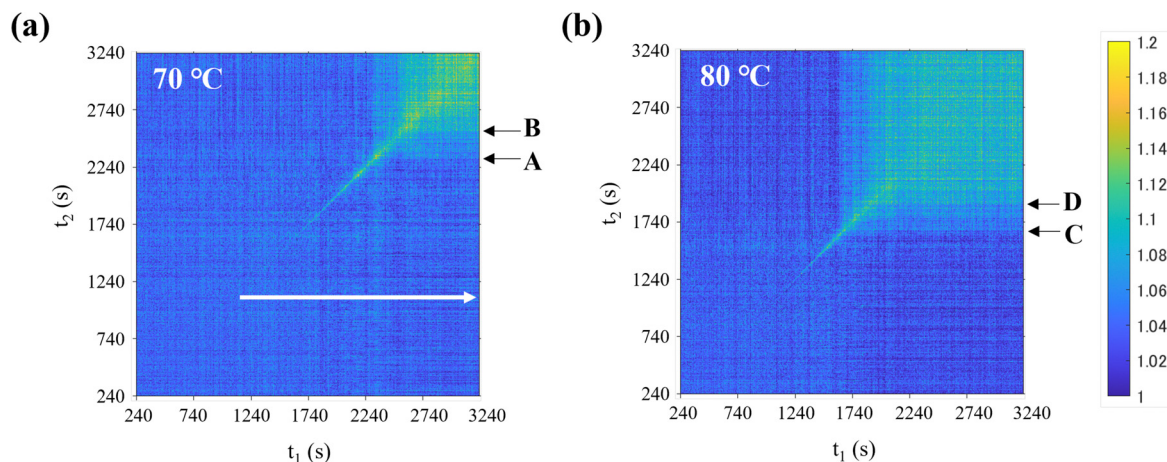 (a)
70 °C
3240
2740
2240
1740
1240
740
240
t₂ (s)
B
A
240 740 1240 1740 2240 2740 3240
t₁ (s)
(b)
80 °C
3240
2740
2240
1740
1240
740
240
t₂ (s)
D
C
240 740 1240 1740 2240 2740 3240
t₁ (s)
1.2
1.18
1.16
1.14
1.12
1.1
1.08
1.06
1.04
1.02
1